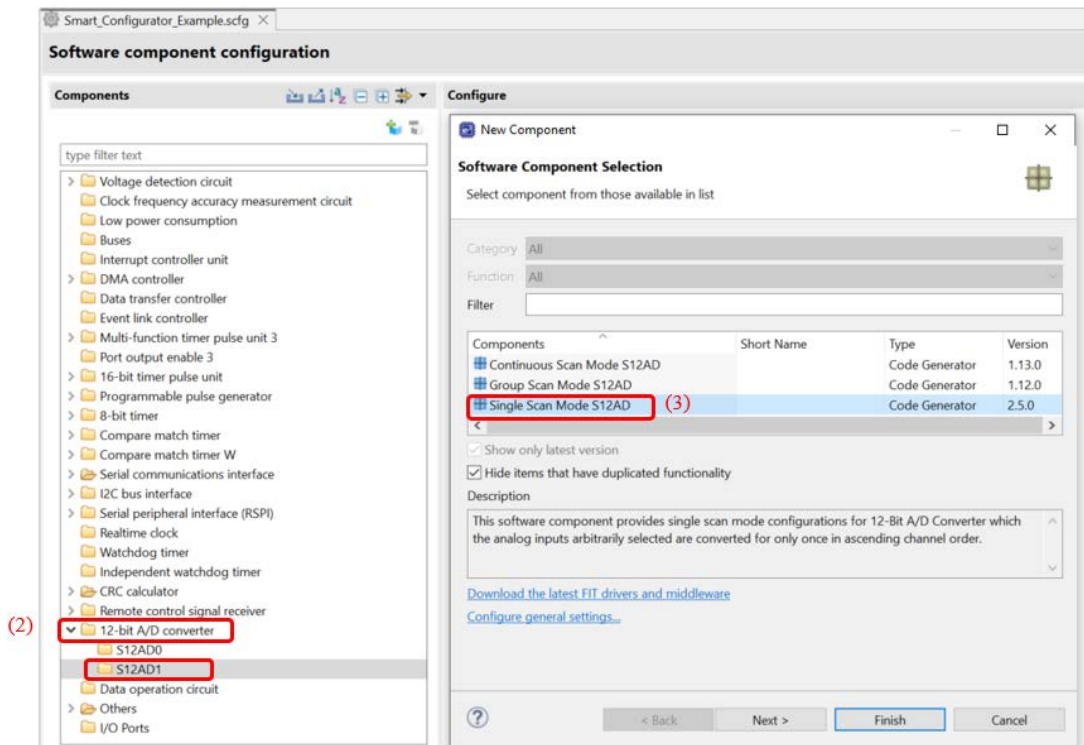 Smart_Configurator_Example.scfg
Software component configuration
Components
type filter text
Voltage detection circuit
Clock frequency accuracy measurement circuit
Low power consumption
Buses
Interrupt controller unit
DMA controller
Data transfer controller
Event link controller
Multi-function timer pulse unit 3
Port output enable 3
16-bit timer pulse unit
Programmable pulse generator
8-bit timer
Compare match timer
Compare match timer W
Serial communications interface
I2C bus interface
Serial peripheral interface (RSPI)
Realtime clock
Watchdog timer
Independent watchdog timer
CRC calculator
Remote control signal receiver
(2) 12-bit A/D converter
S12AD0
S12AD1
Data operation circuit
Others
I/O Ports
Configure
New Component
Software Component Selection
Select component from those available in list
Category All
Function All
Filter
Components Short Name Type Version
Continuous Scan Mode S12AD Code Generator 1.13.0
Group Scan Mode S12AD Code Generator 1.12.0
Single Scan Mode S12AD (3) Code Generator 2.5.0
Show only latest version
Hide items that have duplicated functionality
Description
This software component provides single scan mode configurations for 12-Bit A/D Converter which
the analog inputs arbitrarily selected are converted for only once in ascending channel order.
Download the latest FIT drivers and middleware
Configure general settings...
? < Back Next > Finish Cancel